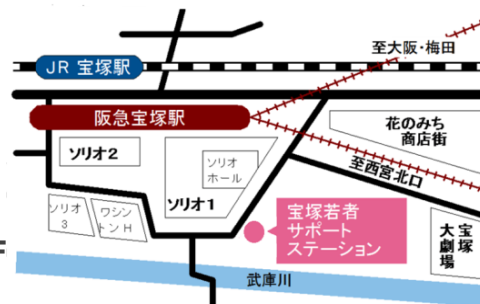 至大阪・梅田
JR 宝塚駅
阪急宝塚駅
花のみち
商店街
ソリオ2
ソリオ
ホール
至西宮北口
ソリオ1
ソリオ
3
ワシン
トンH
宝塚若者
サポート
ステーション
宝塚
大劇場
武庫川